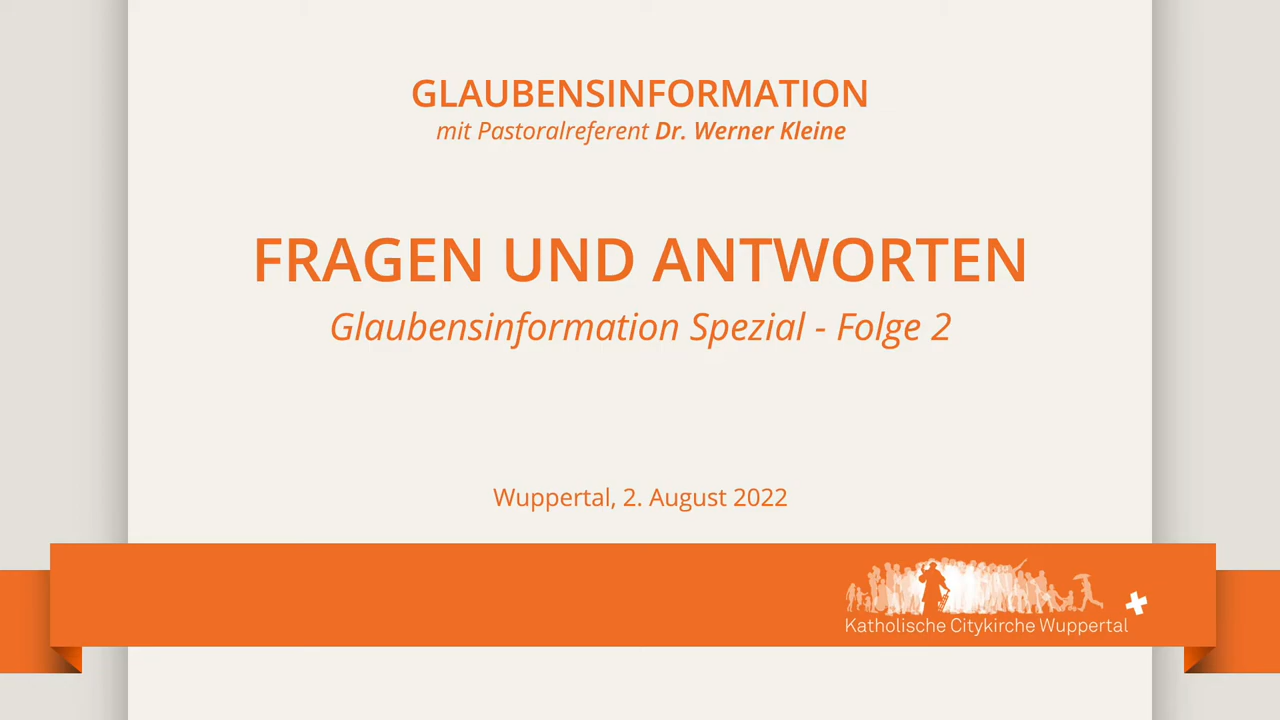 GLAUBENSINFORMATION
mit Pastoralreferent Dr. Werner Kleine
FRAGEN UND ANTWORTEN
Glaubensinformation Spezial - Folge 2
Wuppertal, 2. August 2022
Katholische Citykirche Wuppertal